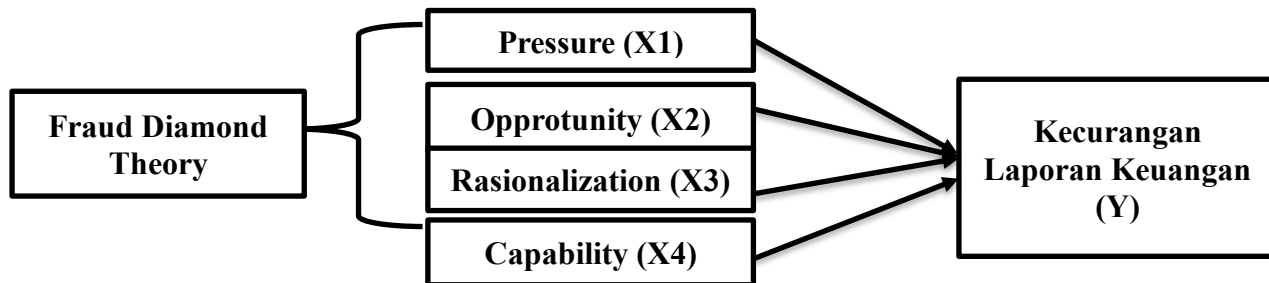 Fraud Diamond
Theory
Pressure (X1)
Opprotunity (X2)
Rasionalization (X3)
Capability (X4)
Kecurangan
Laporan Keuangan
(Y)